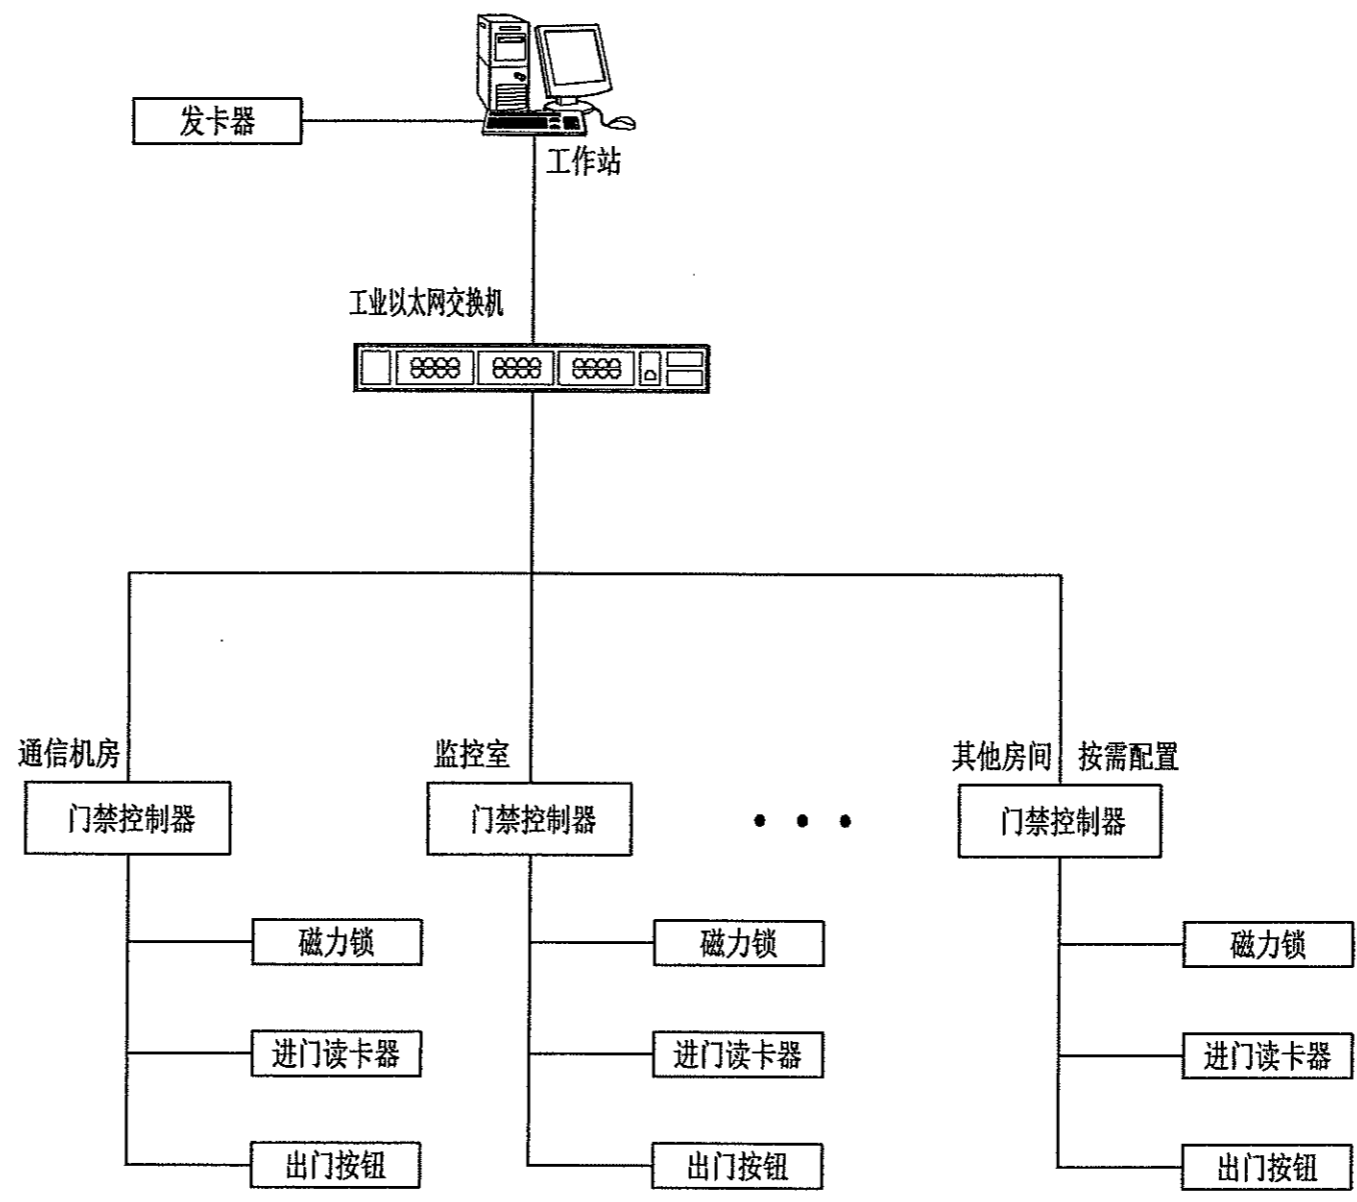 发卡器
工作站
工业以太网交换机
通信机房
监控室
其他房间 按需配置
门禁控制器
门禁控制器
门禁控制器
磁力锁
磁力锁
磁力锁
进门读卡器
进门读卡器
进门读卡器
出门按钮
出门按钮
出门按钮